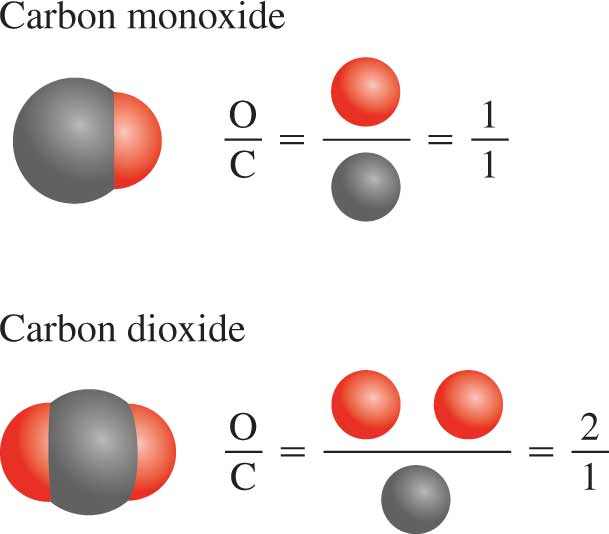 Carbon monoxide
O/C = = 1/1
Carbon dioxide
O/C = = 2/1